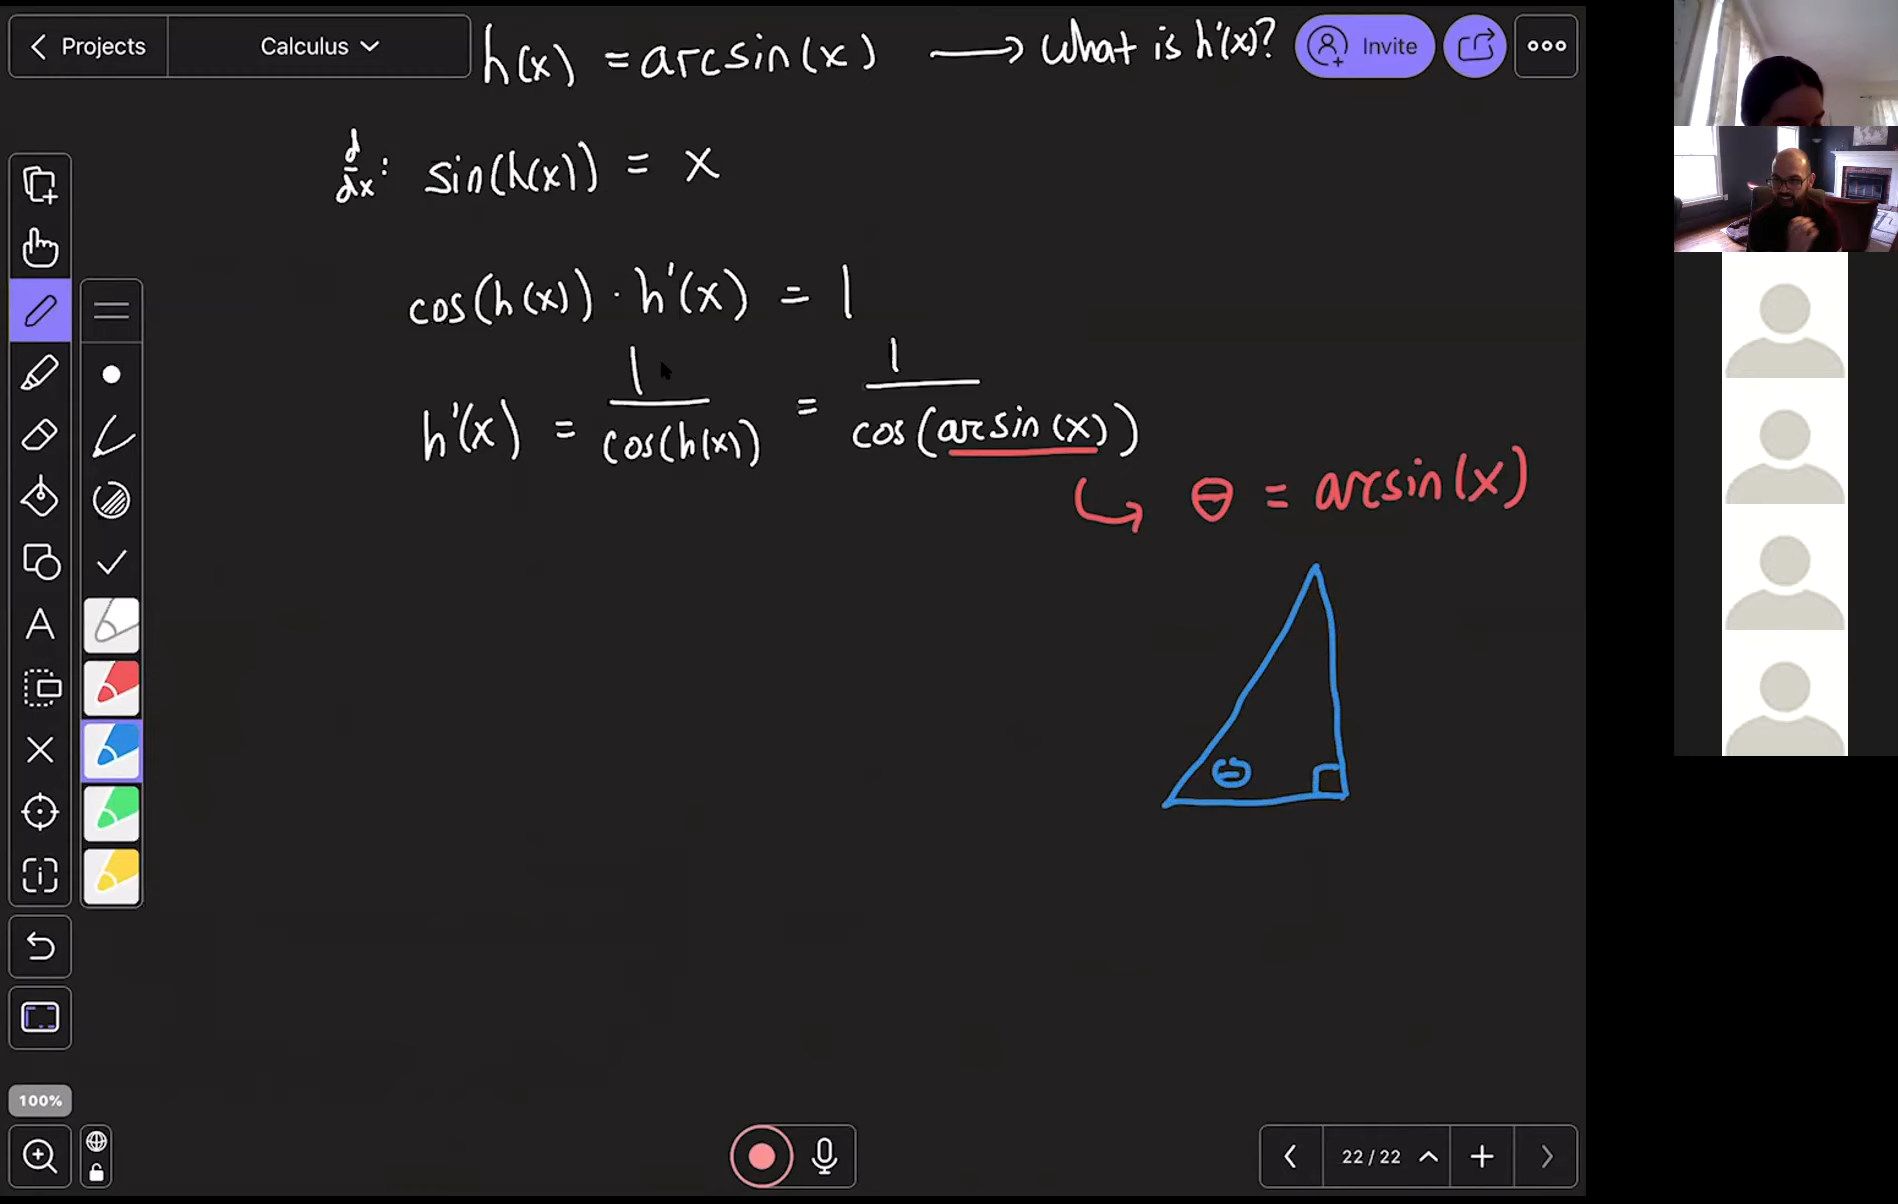 Projects
Calculus
h(x) = arcsin(x) ⟶ What is h'(x)?
Invite
d/dx: sin(h(x)) = x
cos(h(x)) · h'(x) = 1
h'(x) = 1/cos(h(x)) = 1/cos(arcsin(x))
↪ θ = arcsin(x)
A
θ
100%
22 / 22